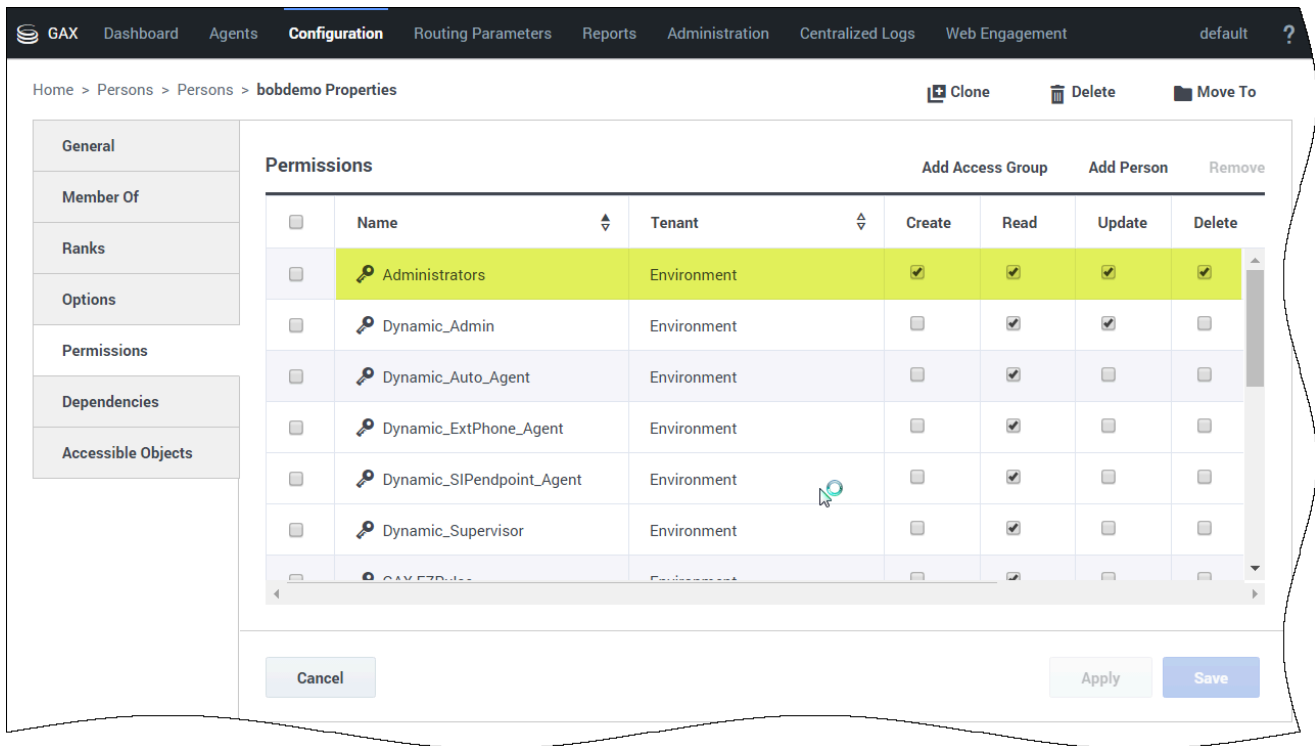 GAX Dashboard Agents Configuration Routing Parameters Reports Administration Centralized Logs Web Engagement default ?
Home > Persons > Persons > bobdemo Properties Clone Delete Move To
General
Member Of
Ranks
Options
Permissions
Dependencies
Accessible Objects
Permissions Add Access Group Add Person Remove
Name Tenant Create Read Update Delete
Administrators Environment
Dynamic_Admin Environment
Dynamic_Auto_Agent Environment
Dynamic_ExtPhone_Agent Environment
Dynamic_SIPendpoint_Agent Environment
Dynamic_Supervisor Environment
Environment
Cancel Apply Save